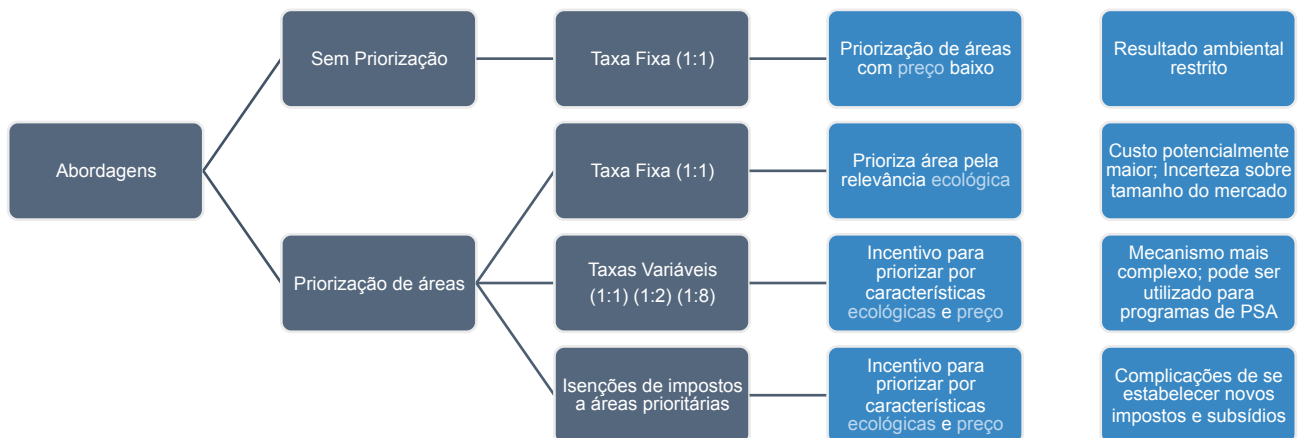 Sem Priorização
Taxa Fixa (1:1)
Priorização de áreas
com preço baixo
Resultado ambiental
restrito
Abordagens
Taxa Fixa (1:1)
Prioriza área pela
relevância ecológica
Custo potencialmente
maior; Incerteza sobre
tamanho do mercado
Priorização de áreas
Taxas Variáveis
(1:1) (1:2) (1:8)
Incentivo para
priorizar por
características
ecológicas e preço
Mecanismo mais
complexo; pode ser
utilizado para
programas de PSA
Isenções de impostos
a áreas prioritárias
Incentivo para
priorizar por
características
ecológicas e preço
Complicações de se
estabelecer novos
impostos e subsídios